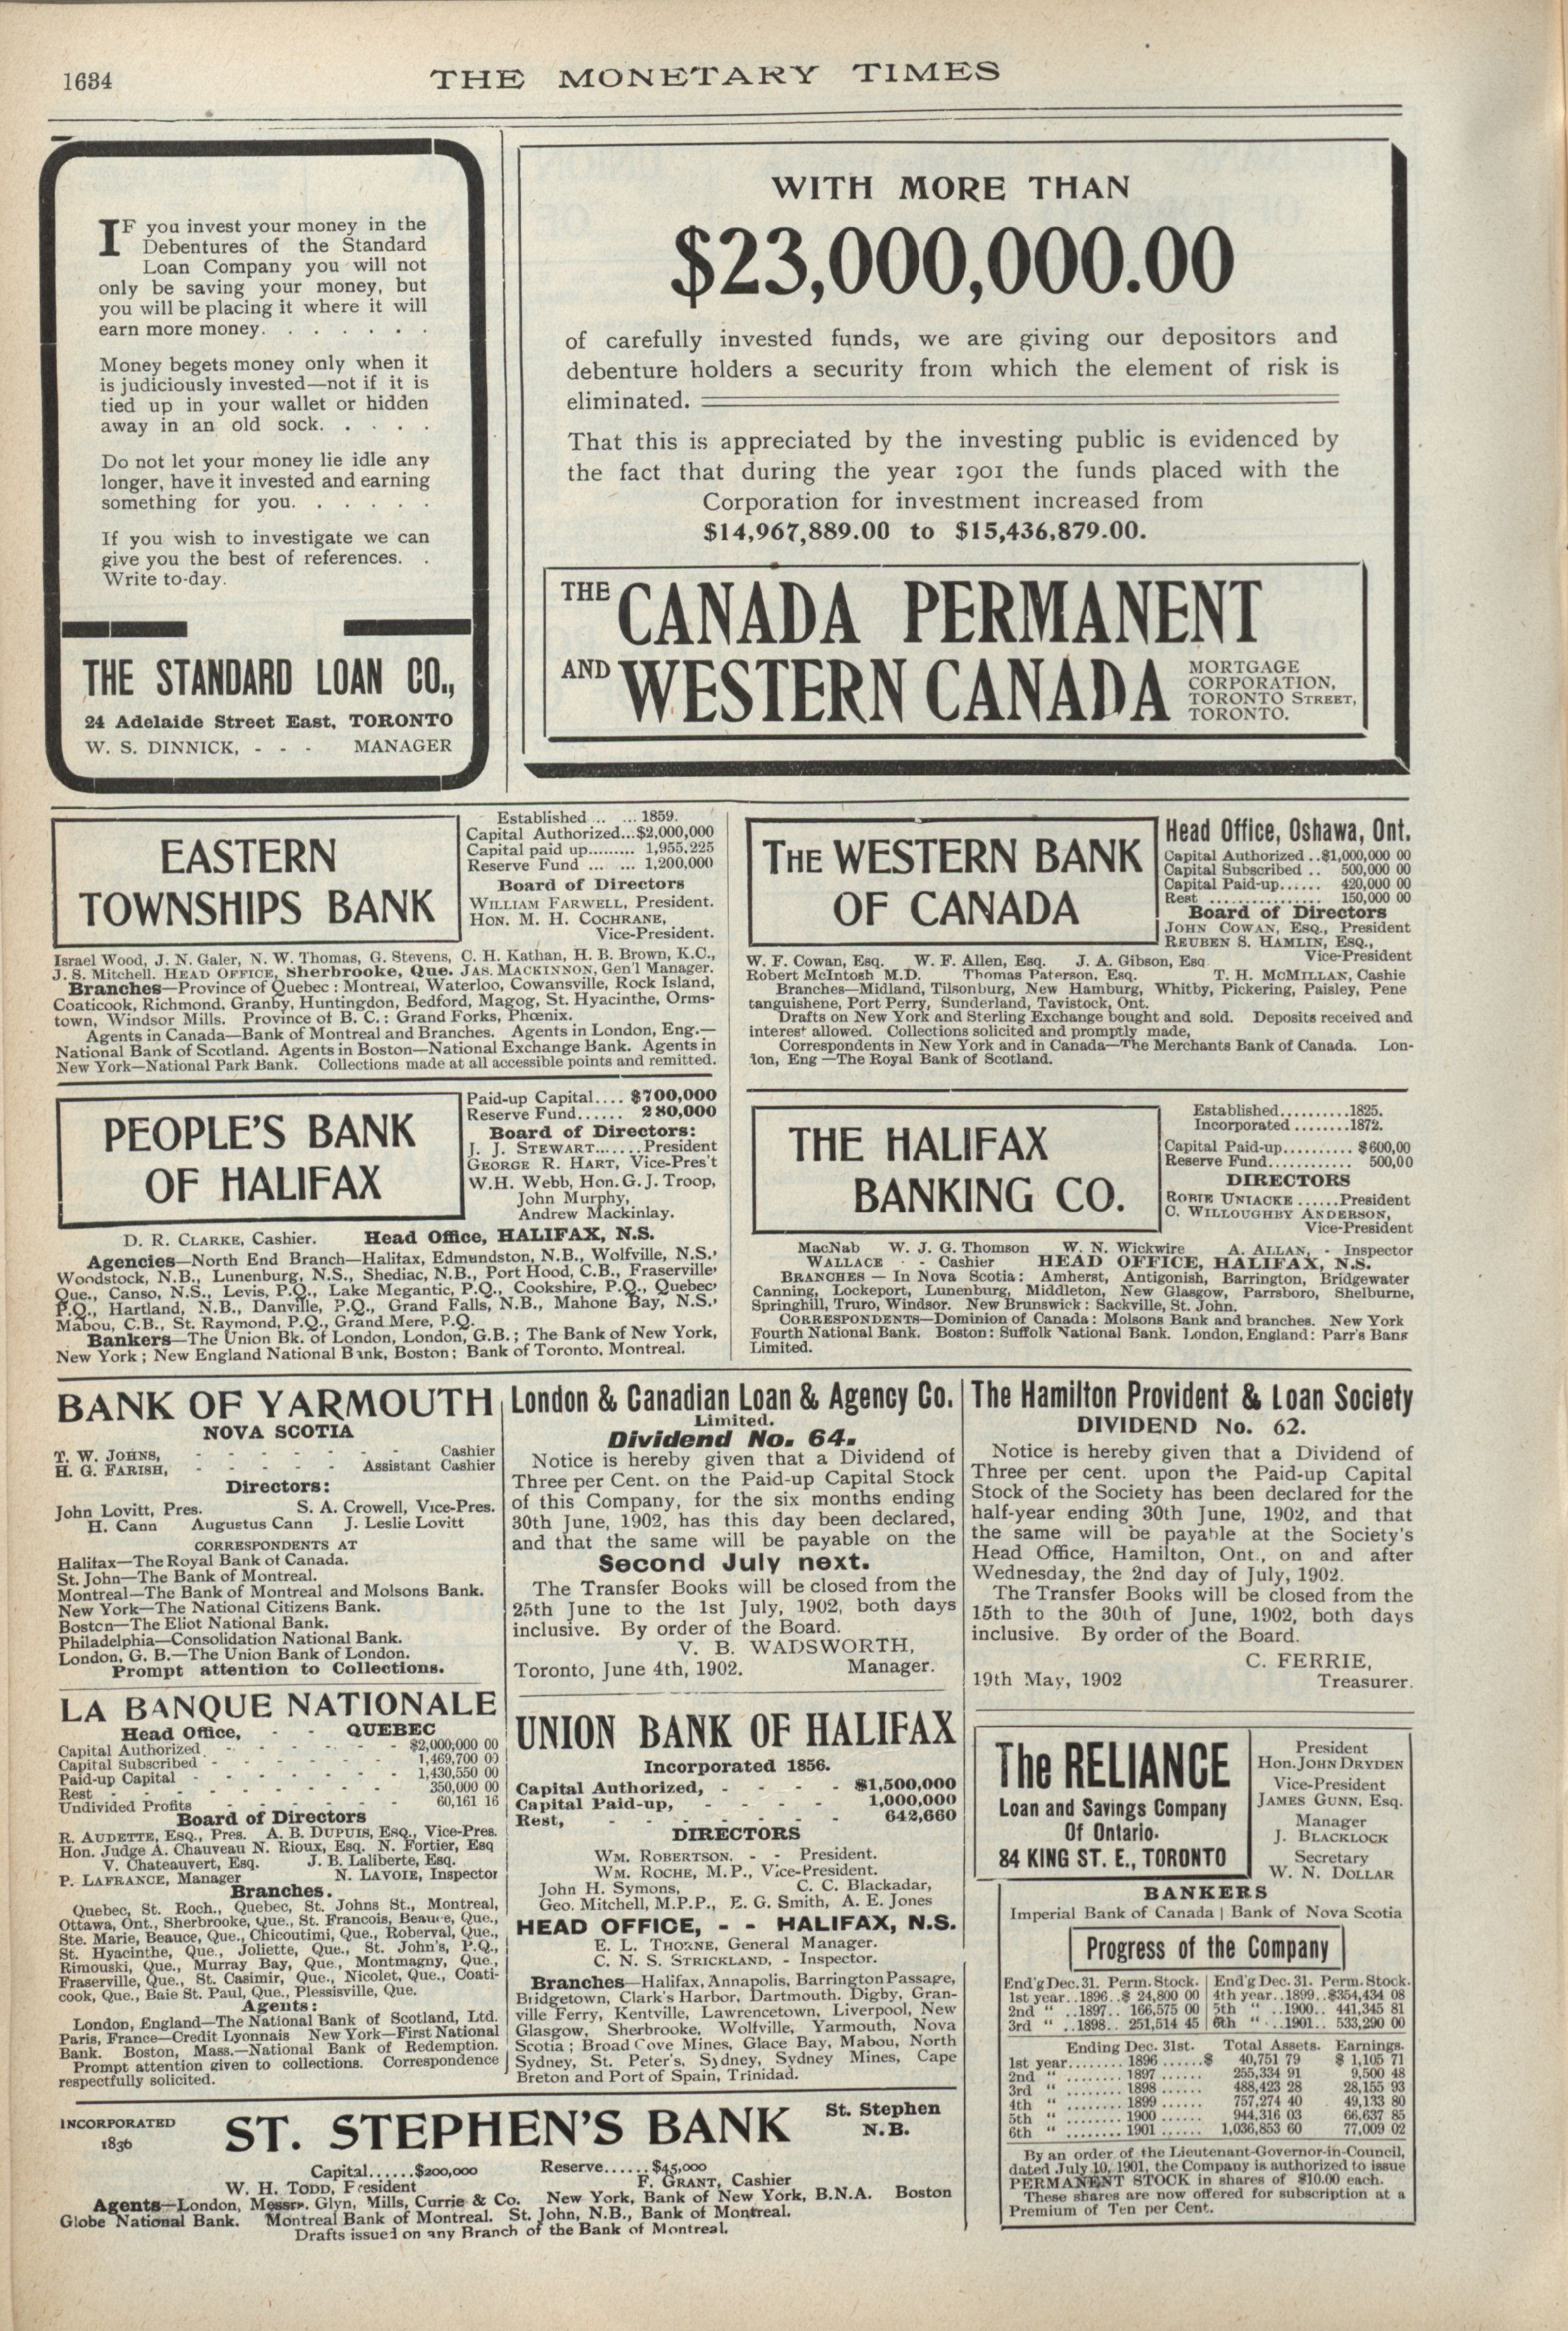 1634
THE MONETARY TIMES
IF you invest your money in the
Debentures of the Standard
Loan Company you will not
only be saving your money, but
you will be placing it where it will
earn more money. . . . . . .
Money begets money only when it
is judiciously invested—not if it is
tied up in your wallet or hidden
away in an old sock. . . . .
Do not let your money lie idle any
longer, have it invested and earning
something for you. . . . . .
If you wish to investigate we can
give you the best of references. .
Write to-day.
THE STANDARD LOAN CO.,
24 Adelaide Street East, TORONTO
W. S. DINNICK, - - - MANAGER
WITH MORE THAN
$23,000,000.00
of carefully invested funds, we are giving our depositors and
debenture holders a security from which the element of risk is
eliminated.
That this is appreciated by the investing public is evidenced by
the fact that during the year 1901 the funds placed with the
Corporation for investment increased from
$14,967,889.00 to $15,436,879.00.
THE CANADA PERMANENT
AND WESTERN CANADA
MORTGAGE
CORPORATION,
TORONTO STREET,
TORONTO.
EASTERN
TOWNSHIPS BANK
Established .. ... 1859.
Capital Authorized...$2,000,000
Capital paid up......... 1,955,225
Reserve Fund ... ... 1,200,000
Board of Directors
WILLIAM FARWELL, President.
HON. M. H. COCHRANE,
Vice-President.
Israel Wood, J. N. Galer, N. W. Thomas, G. Stevens, C. H. Kathan, H. B. Brown, K.C.,
J. S. Mitchell. HEAD OFFICE, Sherbrooke, Que. JAS. MACKINNON, Gen'l Manager.
Branches—Province of Quebec : Montreal, Waterloo, Cowansville, Rock Island,
Coaticook, Richmond, Granby, Huntingdon, Bedford, Magog, St. Hyacinthe, Orms-
town, Windsor Mills. Province of B. C. : Grand Forks, Phœnix.
Agents in Canada—Bank of Montreal and Branches. Agents in London, Eng.—
National Bank of Scotland. Agents in Boston—National Exchange Bank. Agents in
New York—National Park Bank. Collections made at all accessible points and remitted.
THE WESTERN BANK
OF CANADA
Head Office, Oshawa, Ont.
Capital Authorized ..$1,000,000 00
Capital Subscribed .. 500,000 00
Capital Paid-up...... 420,000 00
Rest ................ 150,000 00
Board of Directors
JOHN COWAN, ESQ., President
REUBEN S. HAMLIN, ESQ.,
Vice-President
W. F. Cowan, Esq. W. F. Allen, Esq. J. A. Gibson, Esq
Robert McIntosh M.D. Thomas Paterson, Esq. T. H. MCMILLAN, Cashie
Branches—Midland, Tilsonburg, New Hamburg, Whitby, Pickering, Paisley, Pene
tanguishene, Port Perry, Sunderland, Tavistock, Ont.
Drafts on New York and Sterling Exchange bought and sold. Deposits received and
interest allowed. Collections solicited and promptly made,
Correspondents in New York and in Canada—The Merchants Bank of Canada. Lon-
don, Eng —The Royal Bank of Scotland.
PEOPLE'S BANK
OF HALIFAX
Paid-up Capital.... $700,000
Reserve Fund...... 280,000
Board of Directors:
J. J. STEWART.......President
GEORGE R. HART, Vice-Pres't
W.H. Webb, Hon. G. J. Troop,
John Murphy,
Andrew Mackinlay.
D. R. CLARKE, Cashier. Head Office, HALIFAX, N.S.
Agencies—North End Branch—Halifax, Edmundston, N.B., Wolfville, N.S.,
Woodstock, N.B., Lunenburg, N.S., Shediac, N.B., Port Hood, C.B., Fraserville,
Que., Canso, N.S., Levis, P.Q., Lake Megantic, P.Q., Cookshire, P.Q., Quebec,
P.Q., Hartland, N.B., Danville, P.Q., Grand Falls, N.B., Mahone Bay, N.S.,
Mabou, C.B., St. Raymond, P.Q., Grand Mere, P.Q.
Bankers—The Union Bk. of London, London, G.B. ; The Bank of New York,
New York ; New England National Bank, Boston; Bank of Toronto, Montreal.
THE HALIFAX
BANKING CO.
Established..........1825.
Incorporated ........1872.
Capital Paid-up.......... $600,00
Reserve Fund............ 500,00
DIRECTORS
ROBIE UNIACKE ......President
C. WILLOUGHBY ANDERSON,
Vice-President
MacNab W. J. G. Thomson W. N. Wickwire A. ALLAN, - Inspector
WALLACE - - Cashier HEAD OFFICE, HALIFAX, N.S.
BRANCHES — In Nova Scotia: Amherst, Antigonish, Barrington, Bridgewater
Canning, Lockeport, Lunenburg, Middleton, New Glasgow, Parrsboro, Shelburne,
Springhill, Truro, Windsor. New Brunswick : Sackville, St. John.
CORRESPONDENTS—Dominion of Canada : Molsons Bank and branches. New York
Fourth National Bank. Boston: Suffolk National Bank. London, England: Parr's Bank
Limited.
BANK OF YARMOUTH
NOVA SCOTIA
T. W. JOHNS, - - - - - - Cashier
H. G. FARISH, - - - - - Assistant Cashier
Directors:
John Lovitt, Pres. S. A. Crowell, Vice-Pres.
H. Cann Augustus Cann J. Leslie Lovitt
CORRESPONDENTS AT
Halifax—The Royal Bank of Canada.
St. John—The Bank of Montreal.
Montreal—The Bank of Montreal and Molsons Bank.
New York—The National Citizens Bank.
Boston—The Eliot National Bank.
Philadelphia—Consolidation National Bank.
London, G. B.—The Union Bank of London.
Prompt attention to Collections.
LA BANQUE NATIONALE
Head Office, - - QUEBEC
Capital Authorized - - - - - - $2,000,000 00
Capital Subscribed - - - - - - 1,469,700 00
Paid-up Capital - - - - - - 1,430,550 00
Rest - - - - - - - 350,000 00
Undivided Profits - - - - - 60,161 16
Board of Directors
R. AUDETTE, ESQ., Pres. A. B. DUPUIS, ESQ., Vice-Pres.
Hon. Judge A. Chauveau N. Rioux, Esq. N. Fortier, Esq
V. Chateauvert, Esq. J. B. Laliberte, Esq.
P. LAFRANCE, Manager N. LAVOIE, Inspector
Branches.
Quebec, St. Roch., Quebec, St. Johns St., Montreal,
Ottawa, Ont., Sherbrooke, Que., St. Francois, Beauce, Que.,
Ste. Marie, Beauce, Que., Chicoutimi, Que., Roberval, Que.,
St. Hyacinthe, Que., Joliette, Que., St. John's, P.Q.,
Rimouski, Que., Murray Bay, Que., Montmagny, Que.,
Fraserville, Que., St. Casimir, Que., Nicolet, Que., Coati-
cook, Que., Baie St. Paul, Que., Plessisville, Que.
Agents:
London, England—The National Bank of Scotland, Ltd.
Paris, France—Credit Lyonnais New York—First National
Bank. Boston, Mass.—National Bank of Redemption.
Prompt attention given to collections. Correspondence
respectfully solicited.
London & Canadian Loan & Agency Co.
Limited.
Dividend No. 64.
Notice is hereby given that a Dividend of
Three per Cent. on the Paid-up Capital Stock
of this Company, for the six months ending
30th June, 1902, has this day been declared,
and that the same will be payable on the
Second July next.
The Transfer Books will be closed from the
25th June to the 1st July, 1902, both days
inclusive. By order of the Board.
V. B. WADSWORTH,
Toronto, June 4th, 1902. Manager.
UNION BANK OF HALIFAX
Incorporated 1856.
Capital Authorized, - - - - $1,500,000
Capital Paid-up, - - - - - 1,000,000
Rest, - - - - - - 642,660
DIRECTORS
WM. ROBERTSON, - - President.
WM. ROCHE, M.P., Vice-President.
John H. Symons, C. C. Blackadar,
Geo. Mitchell, M.P.P., E. G. Smith, A. E. Jones
HEAD OFFICE, - - HALIFAX, N.S.
E. L. THORNE, General Manager.
C. N. S. STRICKLAND, - Inspector.
Branches—Halifax, Annapolis, Barrington Passage,
Bridgetown, Clark's Harbor, Dartmouth, Digby, Gran-
ville Ferry, Kentville, Lawrencetown, Liverpool, New
Glasgow, Sherbrooke, Wolfville, Yarmouth, Nova
Scotia ; Broad Cove Mines, Glace Bay, Mabou, North
Sydney, St. Peter's, Sydney, Sydney Mines, Cape
Breton and Port of Spain, Trinidad.
The Hamilton Provident & Loan Society
DIVIDEND No. 62.
Notice is hereby given that a Dividend of
Three per cent. upon the Paid-up Capital
Stock of the Society has been declared for the
half-year ending 30th June, 1902, and that
the same will be payable at the Society's
Head Office, Hamilton, Ont., on and after
Wednesday, the 2nd day of July, 1902.
The Transfer Books will be closed from the
15th to the 30th of June, 1902, both days
inclusive. By order of the Board.
C. FERRIE,
19th May, 1902 Treasurer.
The RELIANCE
Loan and Savings Company
Of Ontario.
84 KING ST. E., TORONTO
President
Hon. JOHN DRYDEN
Vice-President
JAMES GUNN, Esq.
Manager
J. BLACKLOCK
Secretary
W. N. DOLLAR
BANKERS
Imperial Bank of Canada | Bank of Nova Scotia
Progress of the Company
End'g Dec. 31. Perm. Stock. | End'g Dec. 31. Perm. Stock.
1st year..1896..$ 24,800 00 | 4th year..1899..$354,434 08
2nd " ..1897.. 166,575 00 | 5th " ..1900.. 441,345 81
3rd " ..1898.. 251,514 45 | 6th " ..1901.. 533,290 00
Ending Dec. 31st. Total Assets. Earnings.
1st year........ 1896 ......$ 40,751 79 $ 1,105 71
2nd " ........ 1897 ...... 255,334 91 9,500 48
3rd " ........ 1898 ...... 488,423 28 28,155 93
4th " ........ 1899 ...... 757,274 40 49,133 80
5th " ........ 1900 ...... 944,316 03 66,637 85
6th " ........ 1901 ...... 1,036,853 60 77,009 02
By an order of the Lieutenant-Governor-in-Council,
dated July 10, 1901, the Company is authorized to issue
PERMANENT STOCK in shares of $10.00 each.
These shares are now offered for subscription at a
Premium of Ten per Cent.
INCORPORATED
1836
ST. STEPHEN'S BANK
St. Stephen
N.B.
Capital......$200,000 Reserve......$45,000
W. H. TODD, President F. GRANT, Cashier
Agents—London, Messrs. Glyn, Mills, Currie & Co. New York, Bank of New York, B.N.A. Boston
Globe National Bank. Montreal Bank of Montreal. St. John, N.B., Bank of Montreal.
Drafts issued on any Branch of the Bank of Montreal.